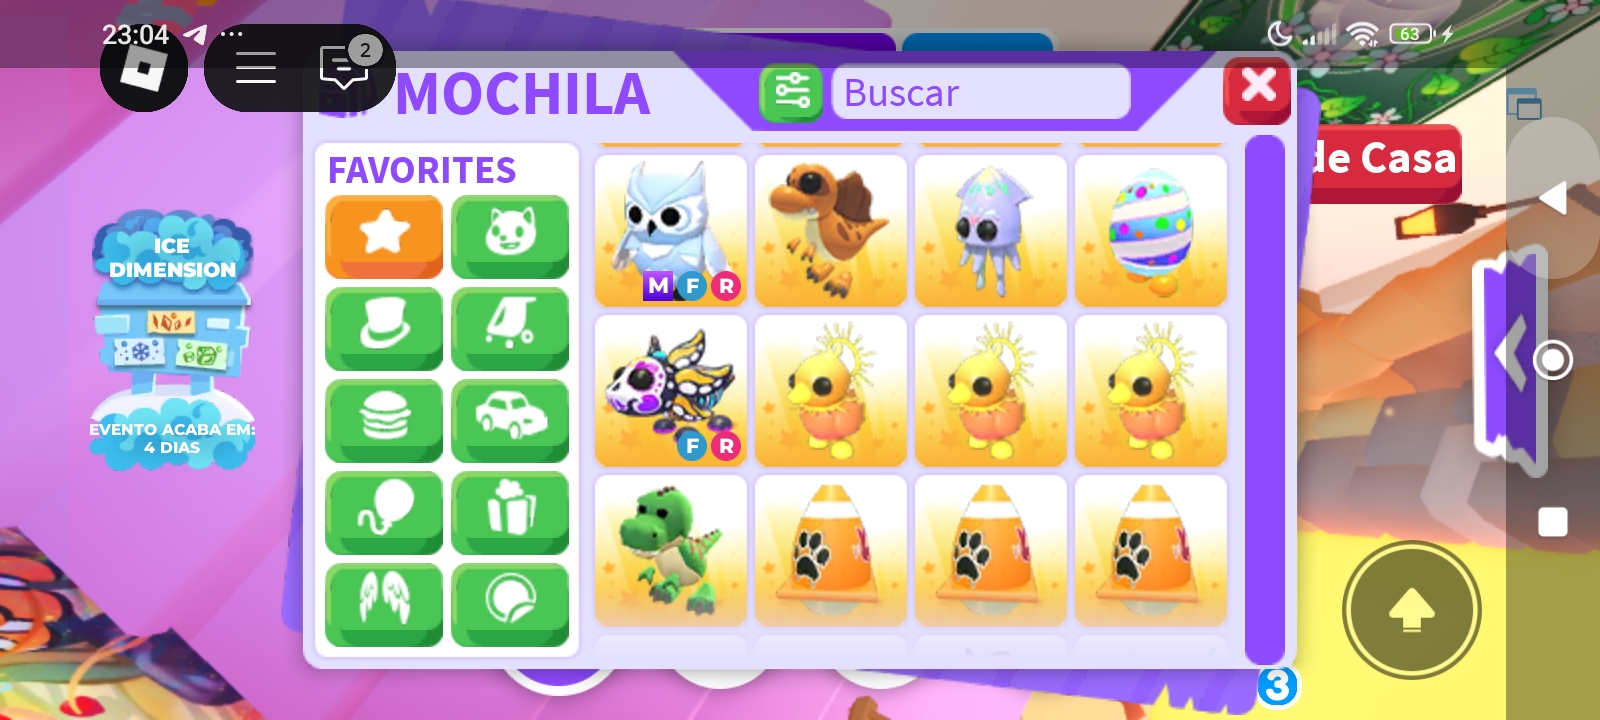 23:04
2
63
MOCHILA
Buscar
FAVORITES
de Casa
ICE
DIMENSION
EVENTO ACABA EM:
4 DIAS
M F R
F R
3